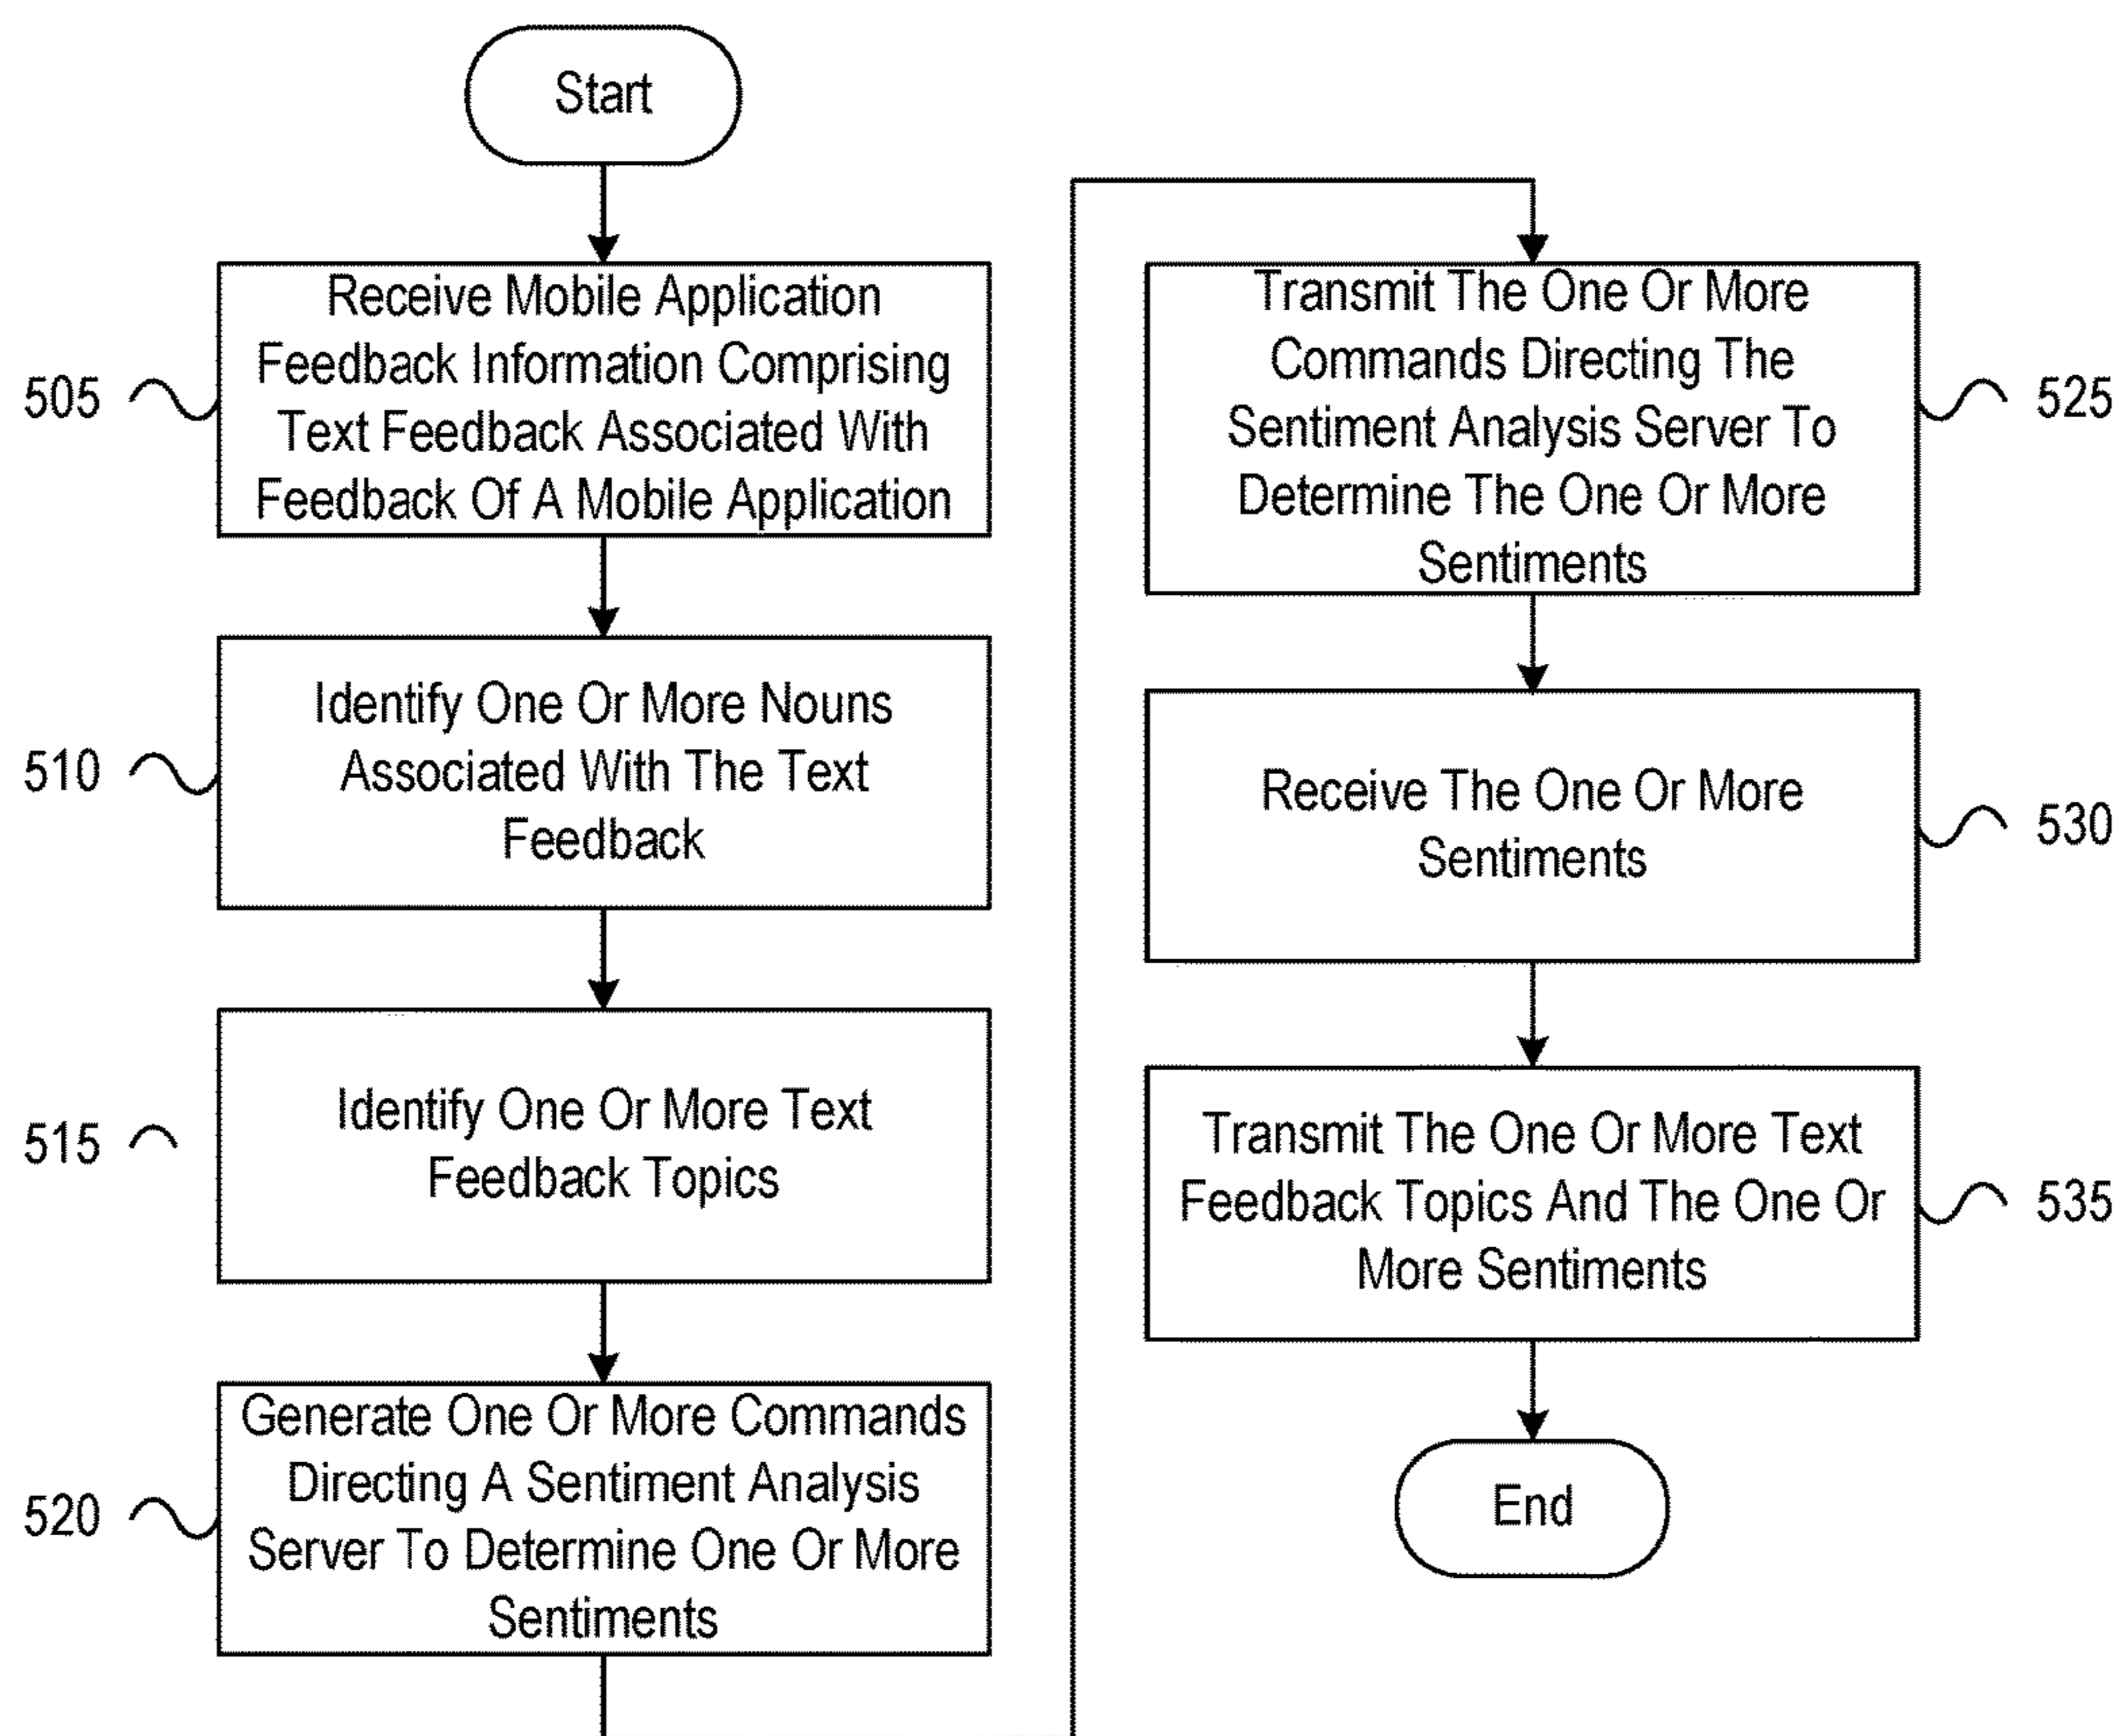 Start
505
Receive Mobile Application
Feedback Information Comprising
Text Feedback Associated With
Feedback Of A Mobile Application
510
Identify One Or More Nouns
Associated With The Text
Feedback
515
Identify One Or More Text
Feedback Topics
520
Generate One Or More Commands
Directing A Sentiment Analysis
Server To Determine One Or More
Sentiments
Transmit The One Or More
Commands Directing The
Sentiment Analysis Server To
Determine The One Or More
Sentiments
525
Receive The One Or More
Sentiments
530
Transmit The One Or More Text
Feedback Topics And The One Or
More Sentiments
535
End